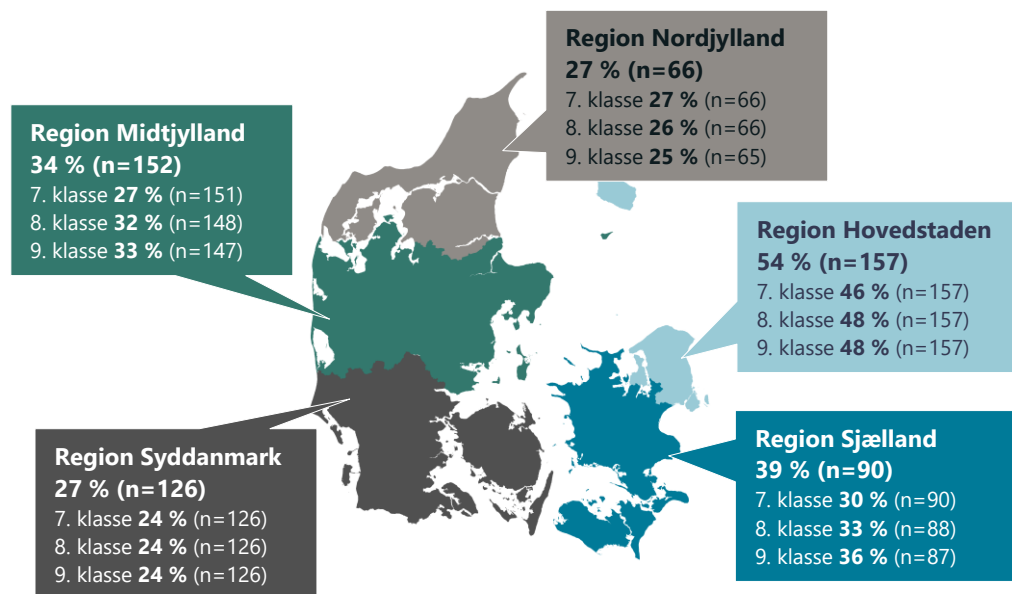 Region Nordjylland
27 % (n=66)
7. klasse 27 % (n=66)
8. klasse 26 % (n=66)
9. klasse 25 % (n=65)
Region Midtjylland
34 % (n=152)
7. klasse 27 % (n=151)
8. klasse 32 % (n=148)
9. klasse 33 % (n=147)
Region Hovedstaden
54 % (n=157)
7. klasse 46 % (n=157)
8. klasse 48 % (n=157)
9. klasse 48 % (n=157)
Region Syddanmark
27 % (n=126)
7. klasse 24 % (n=126)
8. klasse 24 % (n=126)
9. klasse 24 % (n=126)
Region Sjælland
39 % (n=90)
7. klasse 30 % (n=90)
8. klasse 33 % (n=88)
9. klasse 36 % (n=87)